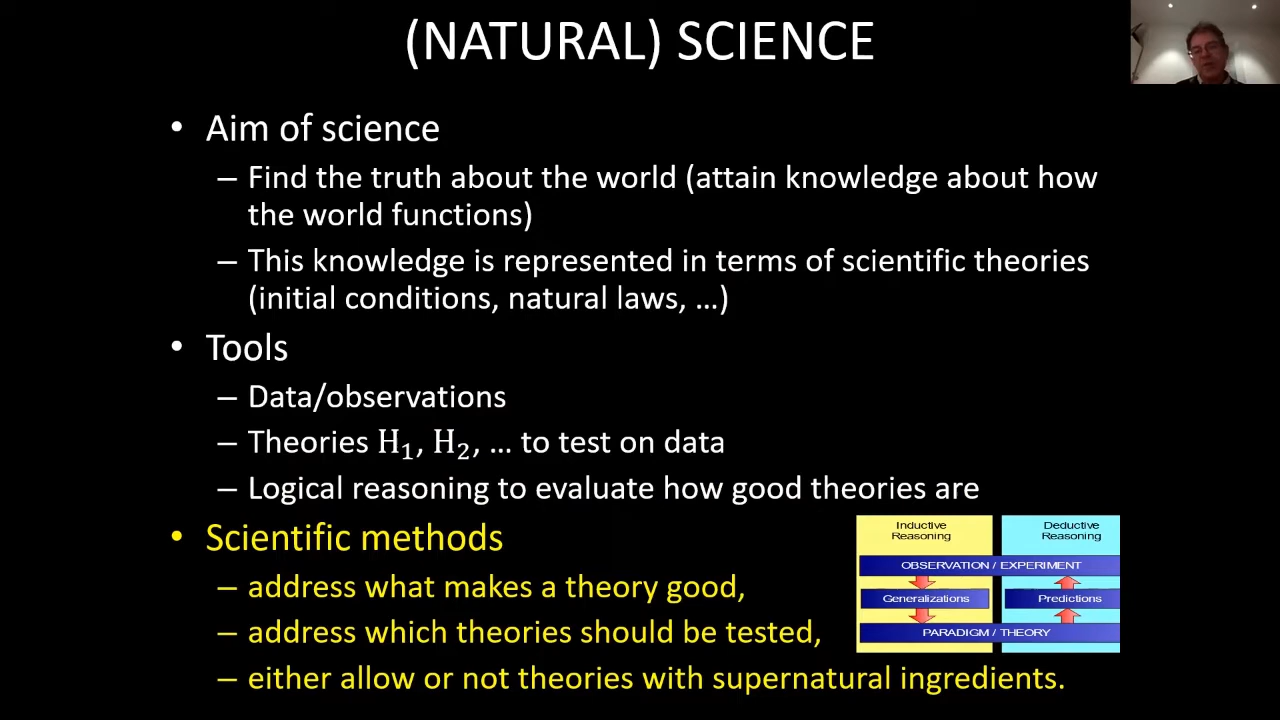 (NATURAL) SCIENCE
• Aim of science
– Find the truth about the world (attain knowledge about how
the world functions)
– This knowledge is represented in terms of scientific theories
(initial conditions, natural laws, …)
• Tools
– Data/observations
– Theories H₁, H₂, … to test on data
– Logical reasoning to evaluate how good theories are
• Scientific methods
– address what makes a theory good,
– address which theories should be tested,
– either allow or not theories with supernatural ingredients.
Inductive
Reasoning
Deductive
Reasoning
OBSERVATION / EXPERIMENT
Generalizations
Predictions
PARADIGM / THEORY